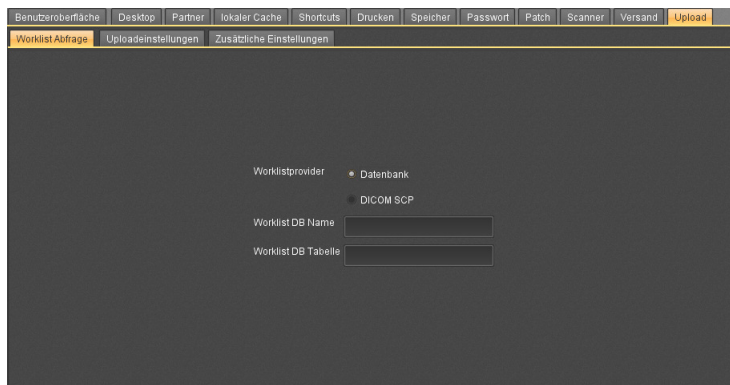 Benutzeroberfläche Desktop Partner lokaler Cache Shortcuts Drucken Speicher Passwort Patch Scanner Versand Upload
Worklist Abfrage Uploadeinstellungen Zusätzliche Einstellungen
Worklistprovider Datenbank
DICOM SCP
Worklist DB Name
Worklist DB Tabelle